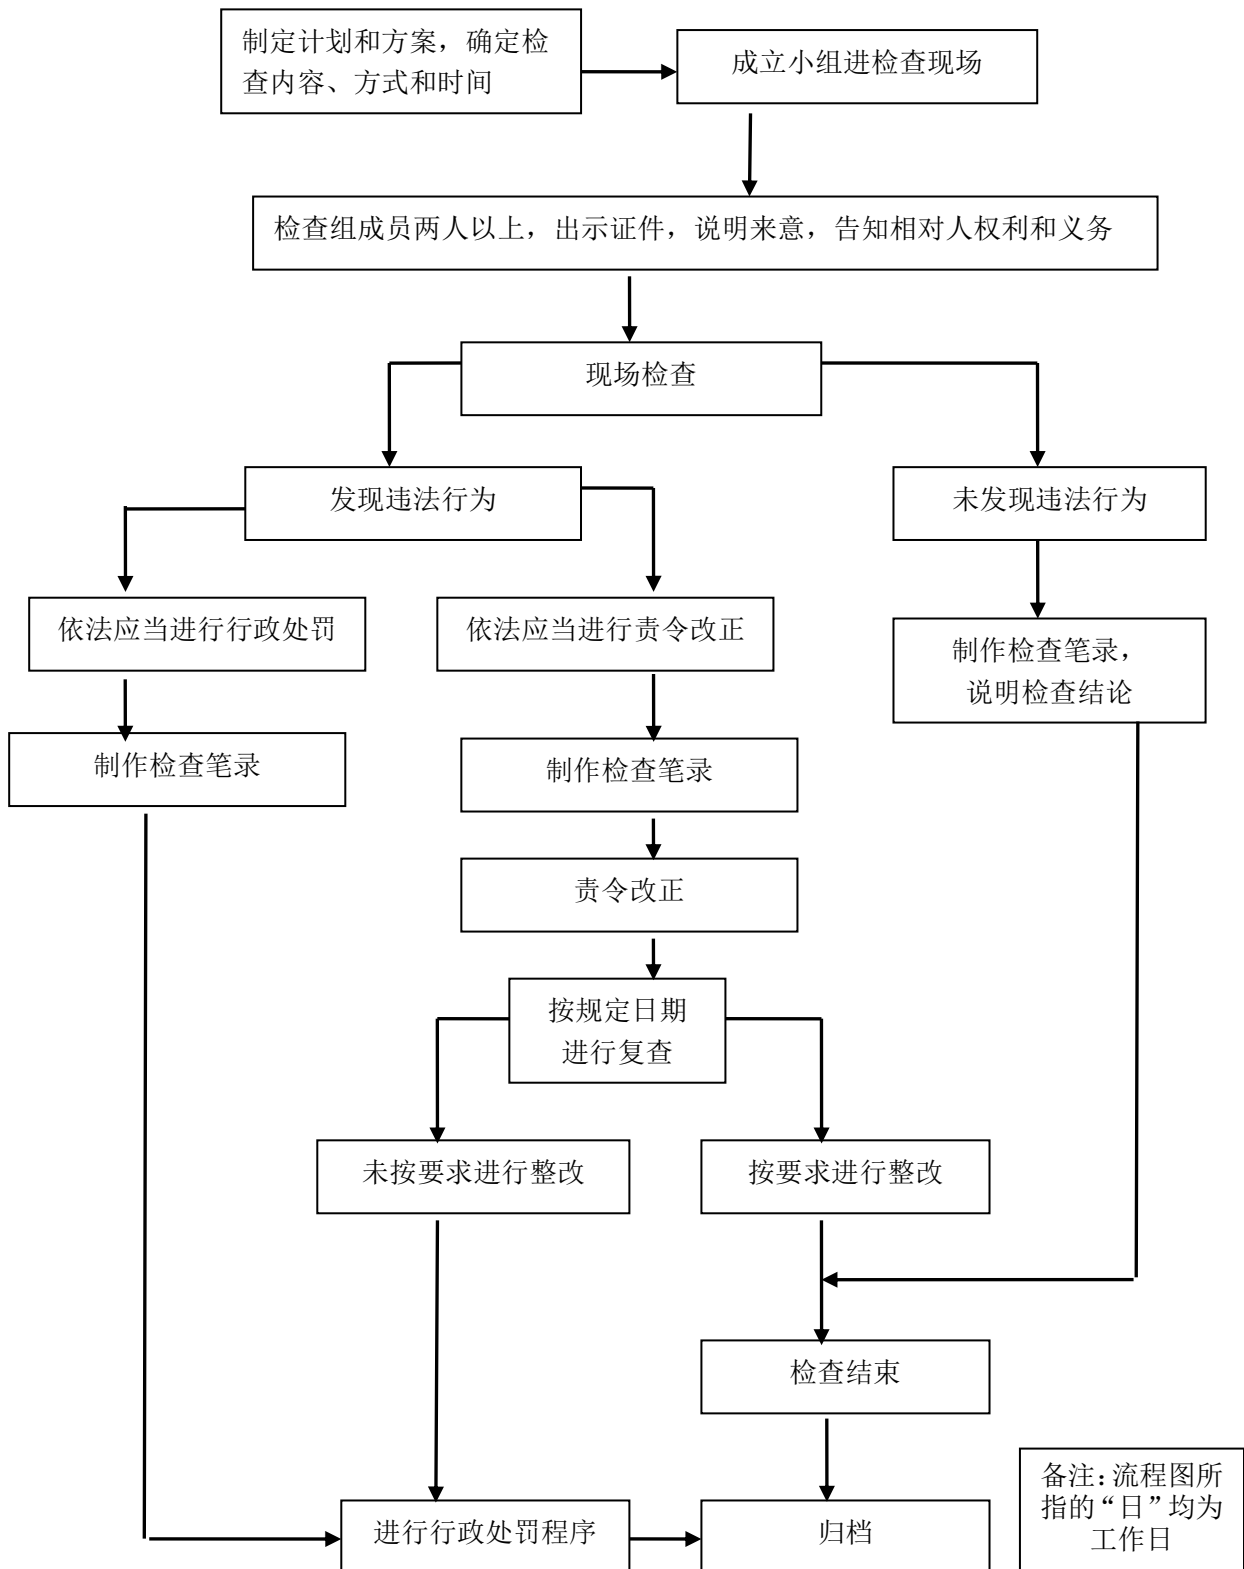 制定计划和方案，确定检
查内容、方式和时间
成立小组进检查现场
检查组成员两人以上，出示证件，说明来意，告知相对人权利和义务
现场检查
发现违法行为
未发现违法行为
依法应当进行行政处罚
依法应当进行责令改正
制作检查笔录，
说明检查结论
制作检查笔录
制作检查笔录
责令改正
按规定日期
进行复查
未按要求进行整改
按要求进行整改
检查结束
备注：流程图所
指的“日”均为
工作日
进行行政处罚程序
归档